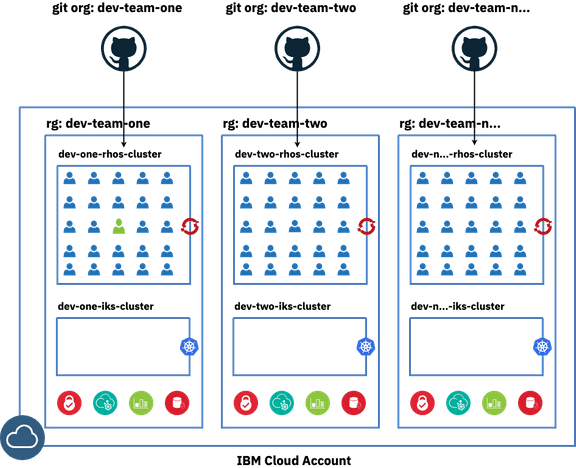 git org: dev-team-one
git org: dev-team-two
git org: dev-team-n...
rg: dev-team-one
rg: dev-team-two
rg: dev-team-n...
dev-one-rhos-cluster
dev-two-rhos-cluster
dev-n...-rhos-cluster
dev-one-iks-cluster
dev-two-iks-cluster
dev-n...-iks-cluster
IBM Cloud Account